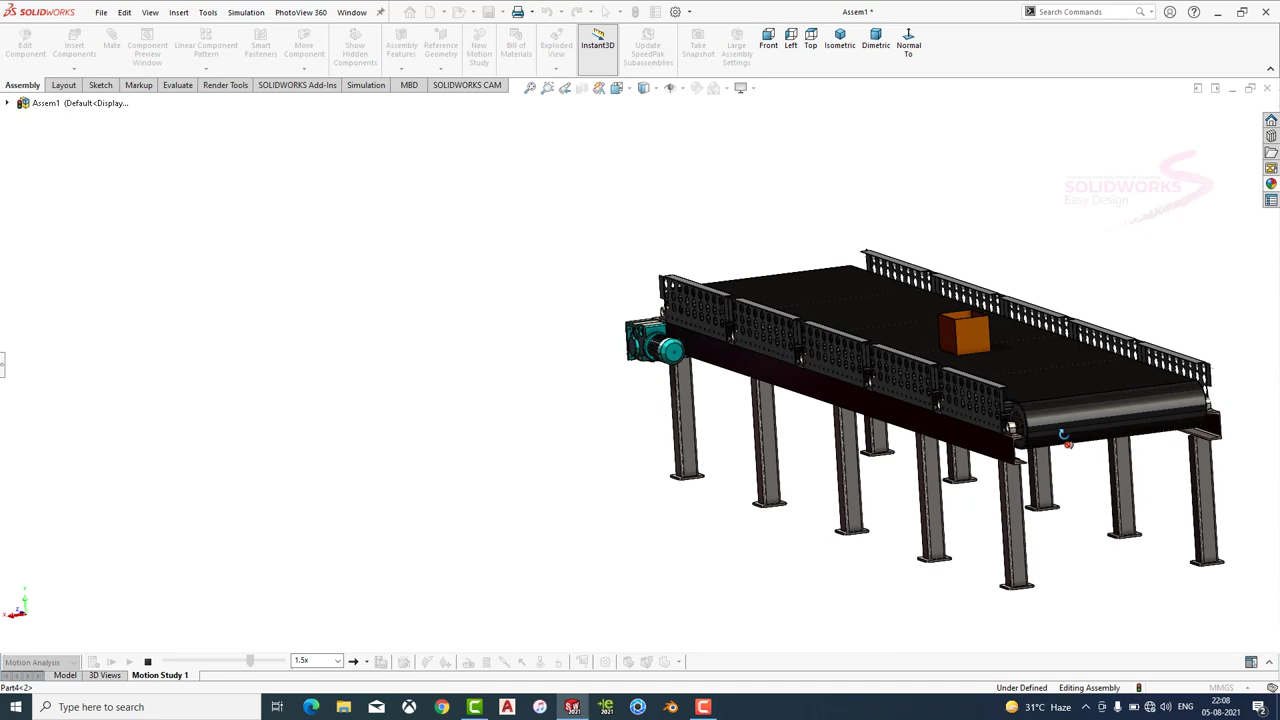 SOLIDWORKS File Edit View Insert Tools Simulation PhotoView 360 Window Assem1 * Search Commands
Edit Component
Insert Components
Mate
Component Preview Window
Linear Component Pattern
Smart Fasteners
Move Component
Show Hidden Components
Assembly Features
Reference Geometry
New Motion Study
Bill of Materials
Exploded View
Instant3D
Update SpeedPak Subassemblies
Take Snapshot
Large Assembly Settings
Front
Left
Top
Isometric
Dimetric
Normal To
Assembly Layout Sketch Markup Evaluate Render Tools SOLIDWORKS Add-Ins Simulation MBD SOLIDWORKS CAM
Assem1 (Default<Display...
SOLIDWORKS
Easy Design
Y
X
Z
Motion Analysis 1.5x
Model 3D Views Motion Study 1
Part4<2> Under Defined Editing Assembly MMGS
Type here to search 31°C Haze ENG 22:08
05-08-2021